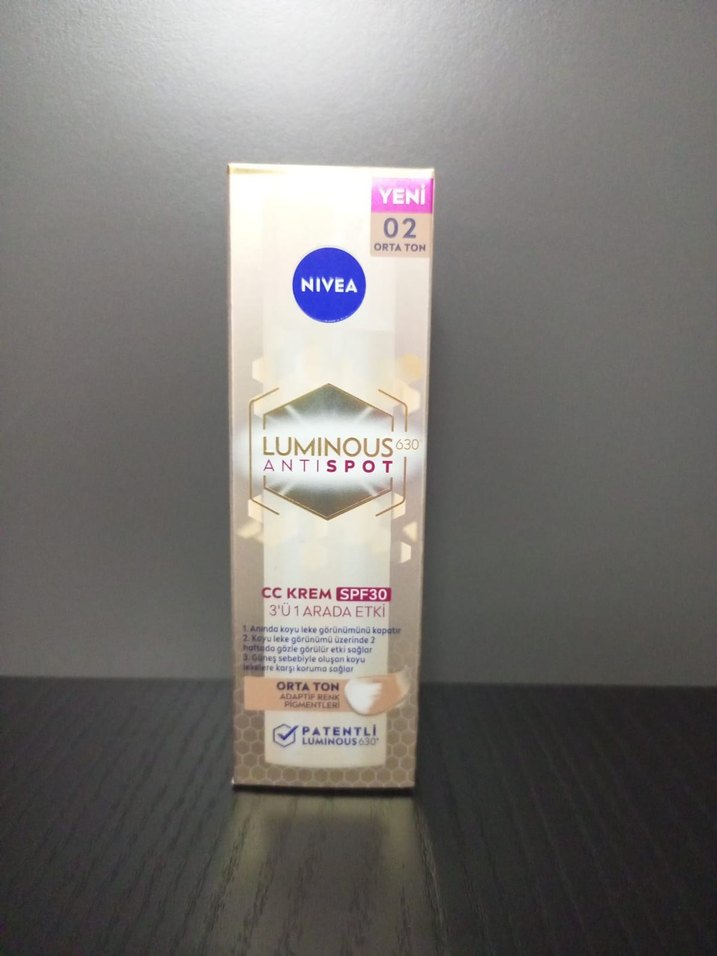 YENİ
02
ORTA TON
NIVEA
LUMINOUS630
ANTISPOT
CC KREM SPF30
3'Ü 1 ARADA ETKİ
1. Anında koyu leke görünümünü kapatır
2. Koyu leke görünümü üzerinde 2
haftada gözle görülür etki sağlar
3. Güneş sebebiyle oluşan koyu
lekelere karşı koruma sağlar
ORTA TON
ADAPTİF RENK
PİGMENTLERİ
PATENTLİ
LUMINOUS630*